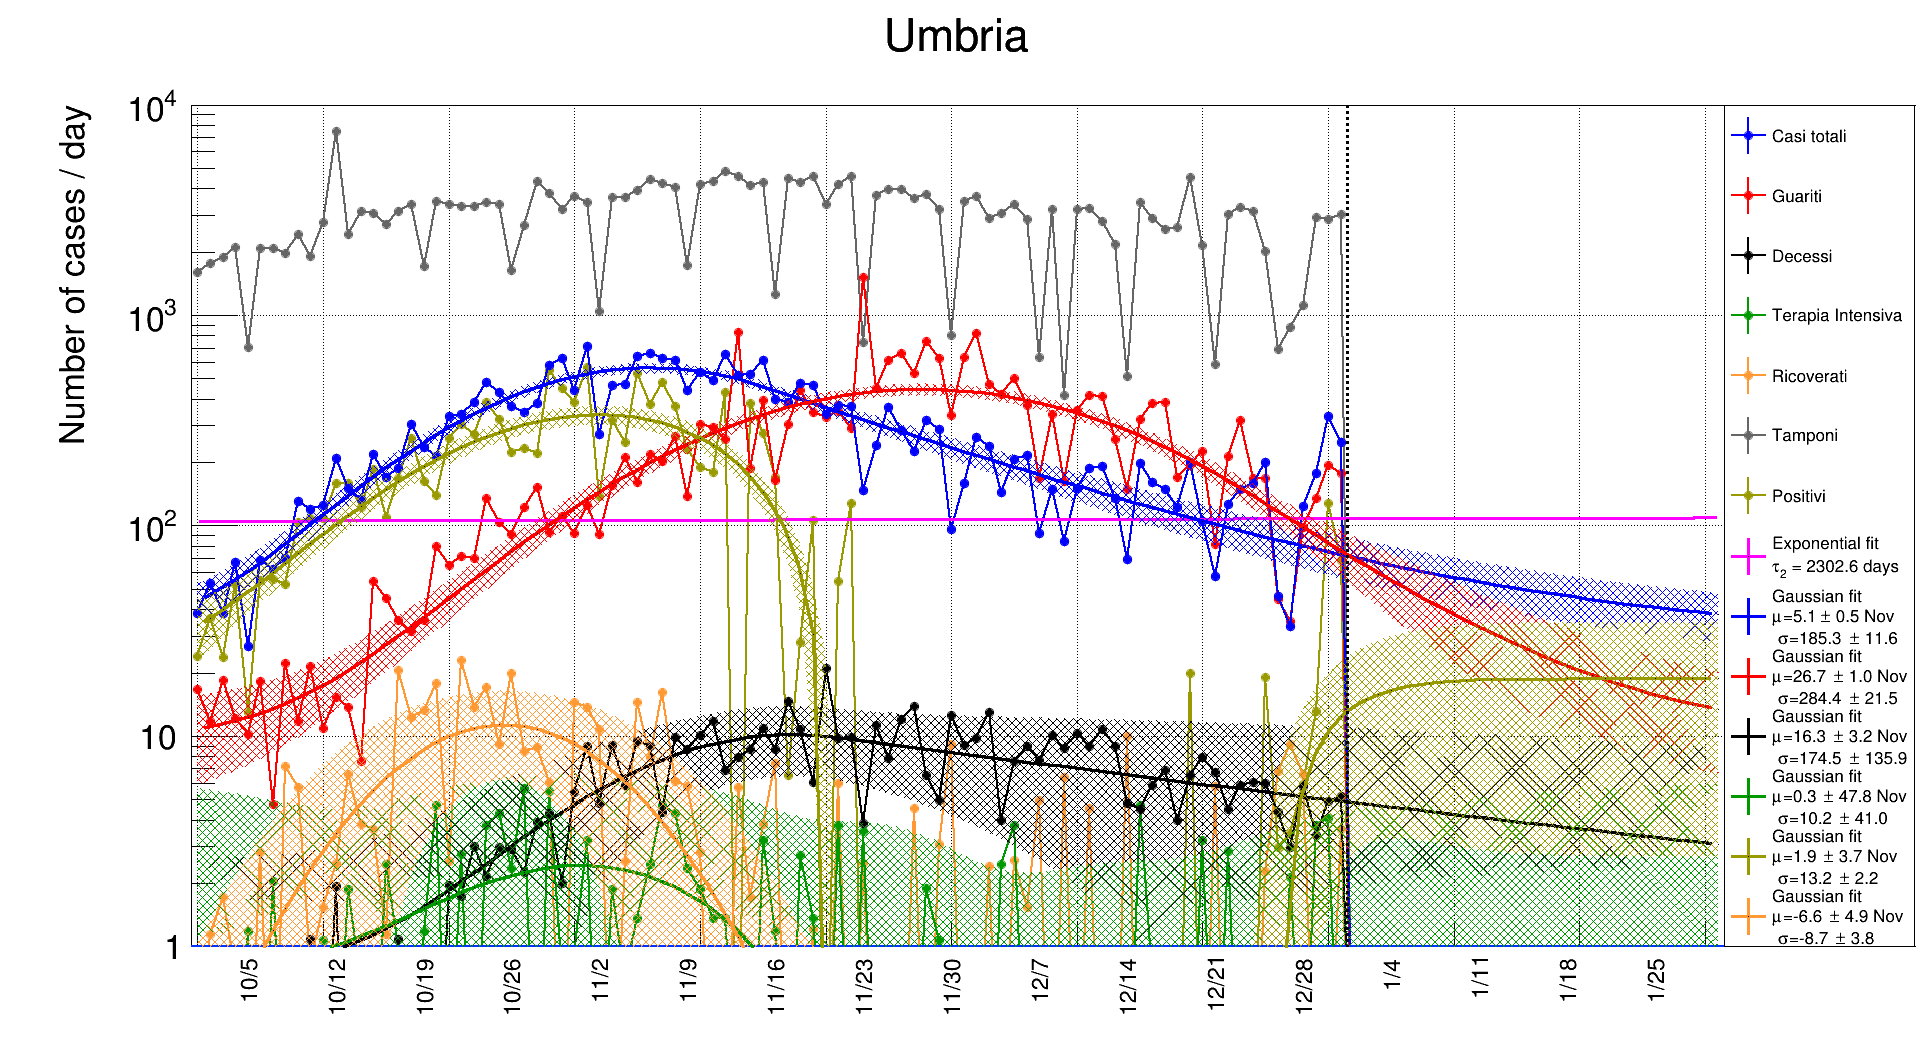 Umbria
Number of cases / day
10^4
10^3
10^2
10
1
10/5
10/12
10/19
10/26
11/2
11/9
11/16
11/23
11/30
12/7
12/14
12/21
12/28
1/4
1/11
1/18
1/25
Casi totali
Guariti
Decessi
Terapia Intensiva
Ricoverati
Tamponi
Positivi
Exponential fit
τ_2 = 2302.6 days
Gaussian fit
μ=5.1 ± 0.5 Nov
σ=185.3 ± 11.6
Gaussian fit
μ=26.7 ± 1.0 Nov
σ=284.4 ± 21.5
Gaussian fit
μ=16.3 ± 3.2 Nov
σ=174.5 ± 135.9
Gaussian fit
μ=0.3 ± 47.8 Nov
σ=10.2 ± 41.0
Gaussian fit
μ=1.9 ± 3.7 Nov
σ=13.2 ± 2.2
Gaussian fit
μ=-6.6 ± 4.9 Nov
σ=-8.7 ± 3.8